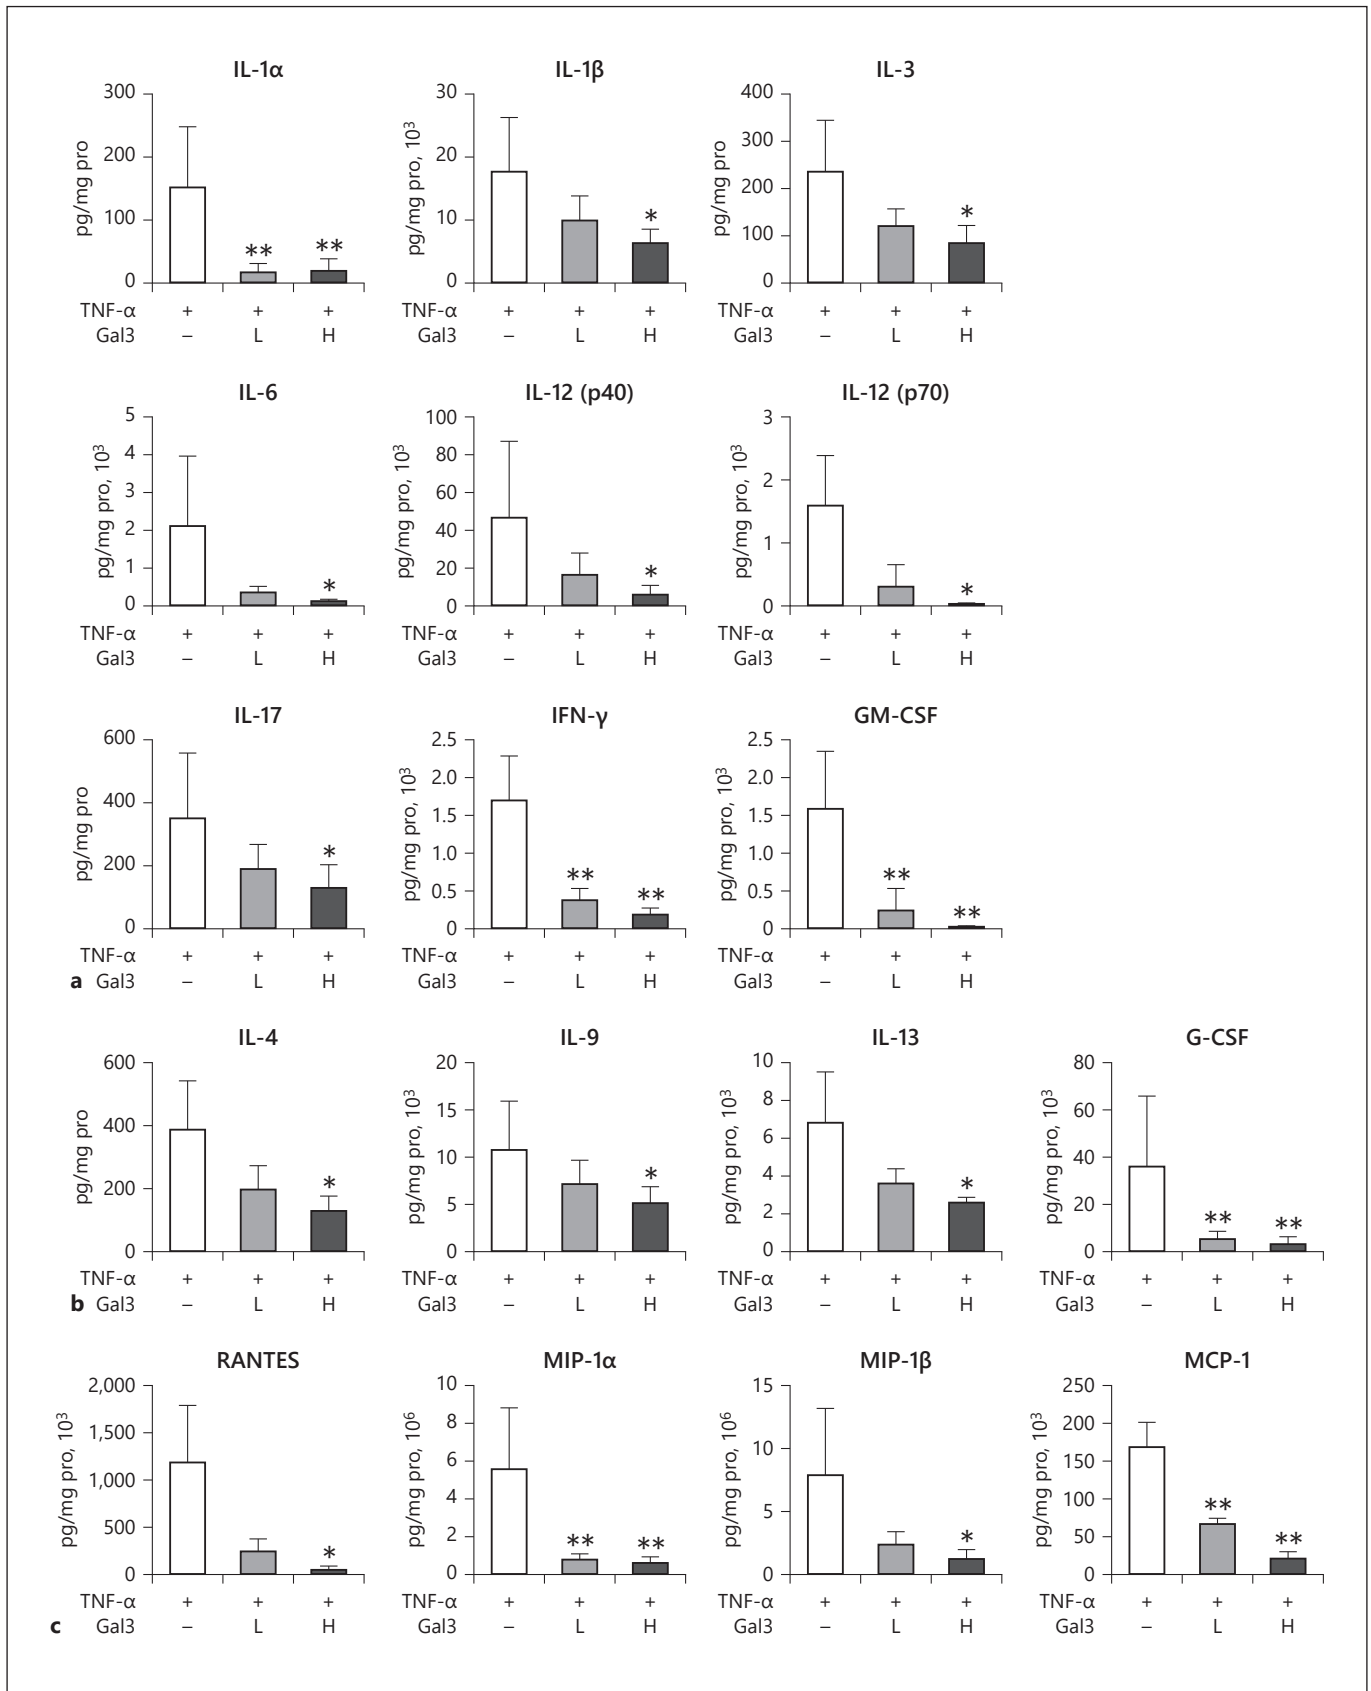 IL-1α IL-1β IL-3
300 30 400
300
200 20
200
100 10
100
0 0 0
pg/mg pro pg/mg pro, 10³ pg/mg pro
** ** * *
TNF-α + + + TNF-α + + + TNF-α + + +
Gal3 – L H Gal3 – L H Gal3 – L H
IL-6 IL-12 (p40) IL-12 (p70)
5 100 3
4 80
3 60 2
2 40 1
1 20
0 0 0
pg/mg pro, 10³ pg/mg pro, 10³ pg/mg pro, 10³
* * *
TNF-α + + + TNF-α + + + TNF-α + + +
Gal3 – L H Gal3 – L H Gal3 – L H
IL-17 IFN-γ GM-CSF
600 2.5 2.5
2.0 2.0
400 1.5 1.5
1.0 1.0
200 0.5 0.5
0 0 0
pg/mg pro pg/mg pro, 10³ pg/mg pro, 10³
* ** ** ** **
TNF-α + + + TNF-α + + + TNF-α + + +
a Gal3 – L H Gal3 – L H Gal3 – L H
IL-4 IL-9 IL-13 G-CSF
600 20 10 80
8
400 15 60
6
10 40
200 4
5 2 20
0 0 0 0
pg/mg pro pg/mg pro, 10³ pg/mg pro, 10³ pg/mg pro, 10³
* * * ** **
TNF-α + + + TNF-α + + + TNF-α + + + TNF-α + + +
b Gal3 – L H Gal3 – L H Gal3 – L H Gal3 – L H
RANTES MIP-1α MIP-1β MCP-1
2,000 10 15 250
1,500 8 200
6 10 150
1,000 4 100
500 2 5 50
0 0 0 0
pg/mg pro, 10³ pg/mg pro, 10⁶ pg/mg pro, 10⁶ pg/mg pro, 10³
* ** ** * ** **
TNF-α + + + TNF-α + + + TNF-α + + + TNF-α + + +
c Gal3 – L H Gal3 – L H Gal3 – L H Gal3 – L H